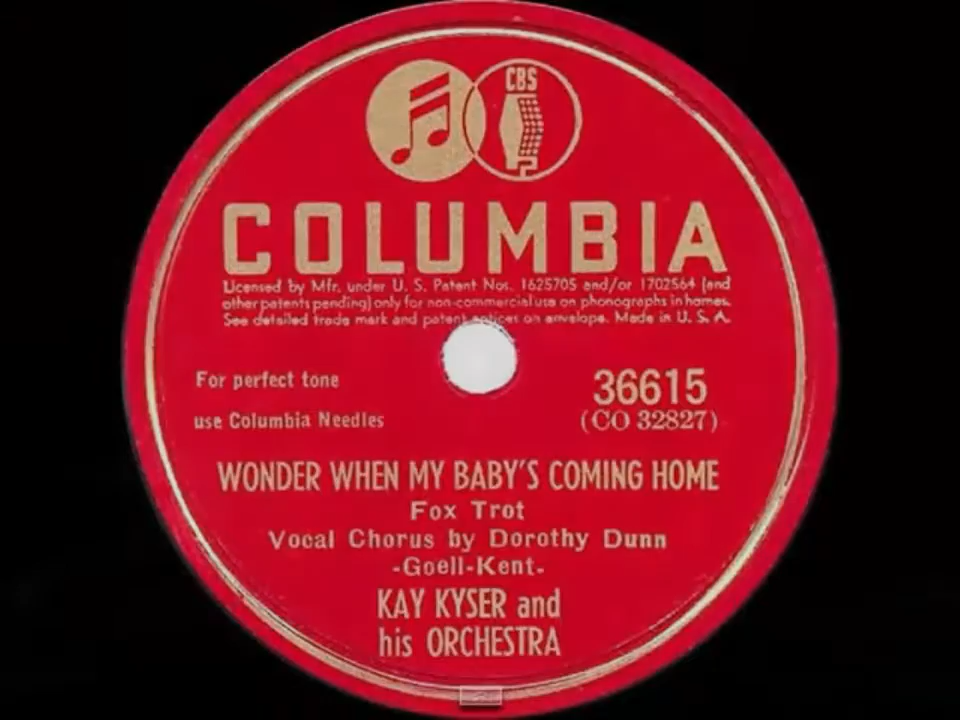 CBS
COLUMBIA
Licensed by Mfr. under U. S. Patent Nos. 1625705 and/or 1702564 (and
other patents pending) only for non-commercial use on phonographs in homes.
See detailed trade mark and patent notices on envelope. Made in U. S. A.
For perfect tone
36615
use Columbia Needles
(CO 32827)
WONDER WHEN MY BABY'S COMING HOME
Fox Trot
Vocal Chorus by Dorothy Dunn
-Goell-Kent-
KAY KYSER and
his ORCHESTRA